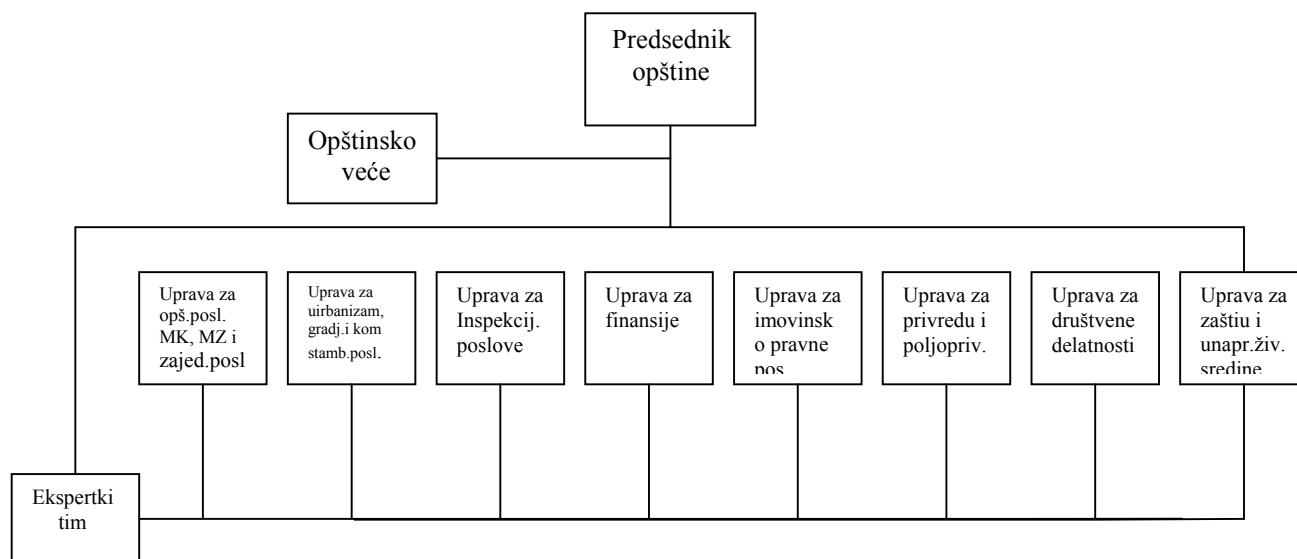 Predsednik
opštine
Opštinsko
veće
Uprava za
opš.posl.
MK, MZ i
zajed.posl
Uprava za
uirbanizam,
gradj.i kom
stamb.posl.
Uprava za
Inspekcij.
poslove
Uprava za
finansije
Uprava za
imovinsk
o pravne
pos
Uprava za
privredu i
poljopriv.
Uprava za
društvene
delatnosti
Uprava za
zaštiu i
unapr.živ.
sredine
Ekspertki
tim